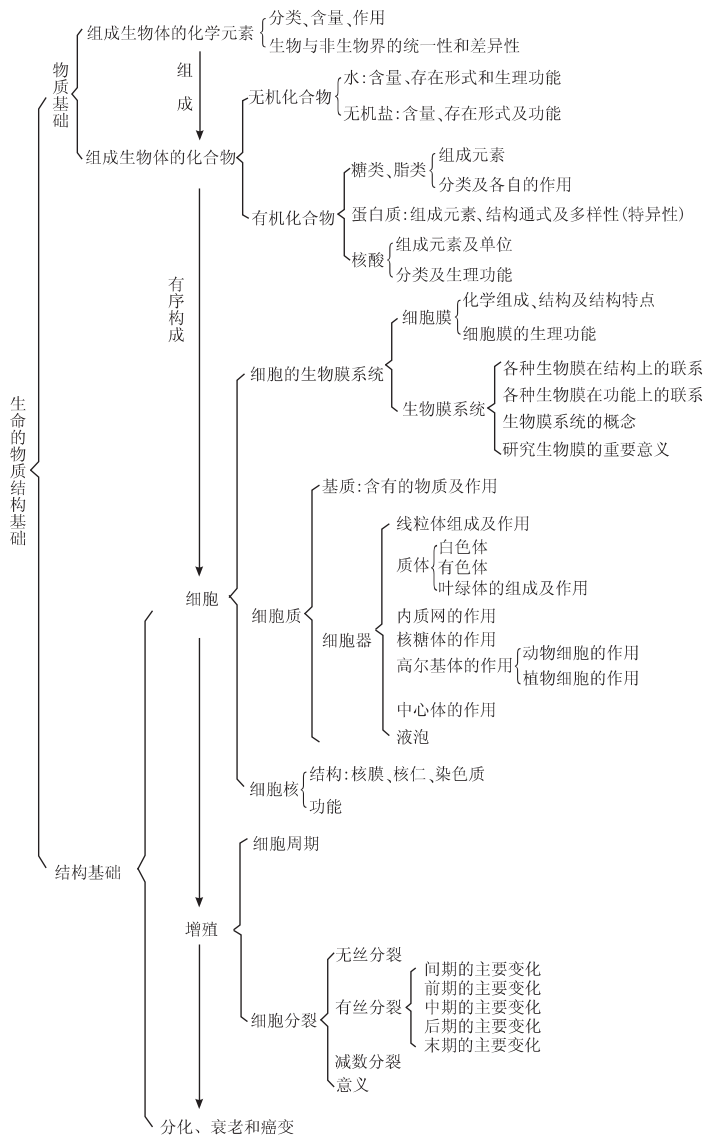 分类、含量、作用
组成生物体的化学元素
生物与非生物界的统一性和差异性
物质基础
组成
水:含量、存在形式和生理功能
无机化合物
无机盐:含量、存在形式及功能
组成生物体的化合物
组成元素
糖类、脂类
分类及各自的作用
有机化合物
蛋白质:组成元素、结构通式及多样性(特异性)
组成元素及单位
核酸
分类及生理功能
有序构成
化学组成、结构及结构特点
细胞膜
细胞膜的生理功能
细胞的生物膜系统
各种生物膜在结构上的联系
各种生物膜在功能上的联系
生物膜系统
生物膜系统的概念
研究生物膜的重要意义
生命的物质结构基础
基质:含有的物质及作用
线粒体组成及作用
白色体
质体
有色体
叶绿体的组成及作用
细胞
细胞质
内质网的作用
细胞器
核糖体的作用
动物细胞的作用
高尔基体的作用
植物细胞的作用
中心体的作用
液泡
结构:核膜、核仁、染色质
细胞核
功能
细胞周期
结构基础
增殖
无丝分裂
间期的主要变化
前期的主要变化
有丝分裂
中期的主要变化
细胞分裂
后期的主要变化
末期的主要变化
减数分裂
意义
分化、衰老和癌变